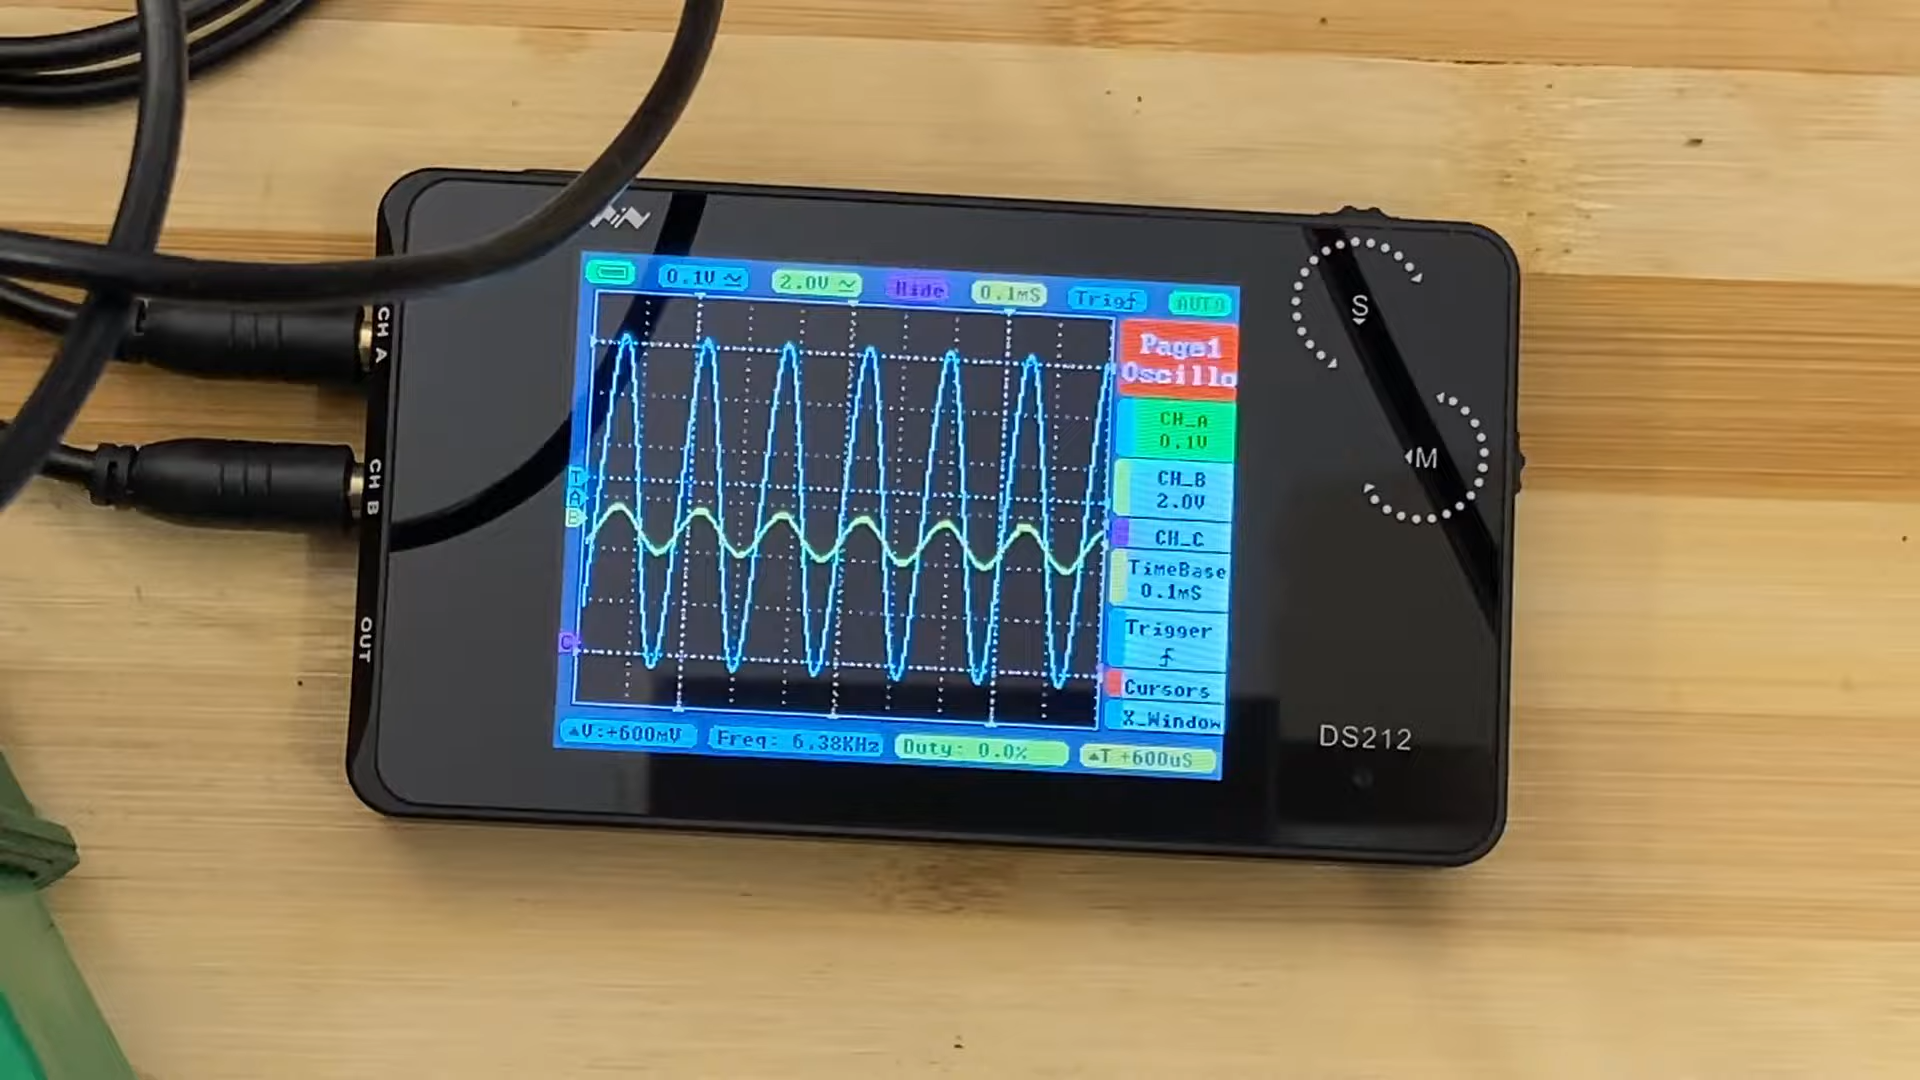 0.1V
2.0V
Hide
0.1mS
Trig
AUTO
Page1
Oscillo
CH_A
0.1V
CH_B
2.0V
CH_C
TimeBase
0.1mS
Trigger
Cursors
X_Window
T
A
B
C
▲V:+600mV
Freq: 6.38KHz
Duty: 0.0%
▲T +600uS
CH A
CH B
OUT
S
M
DS212